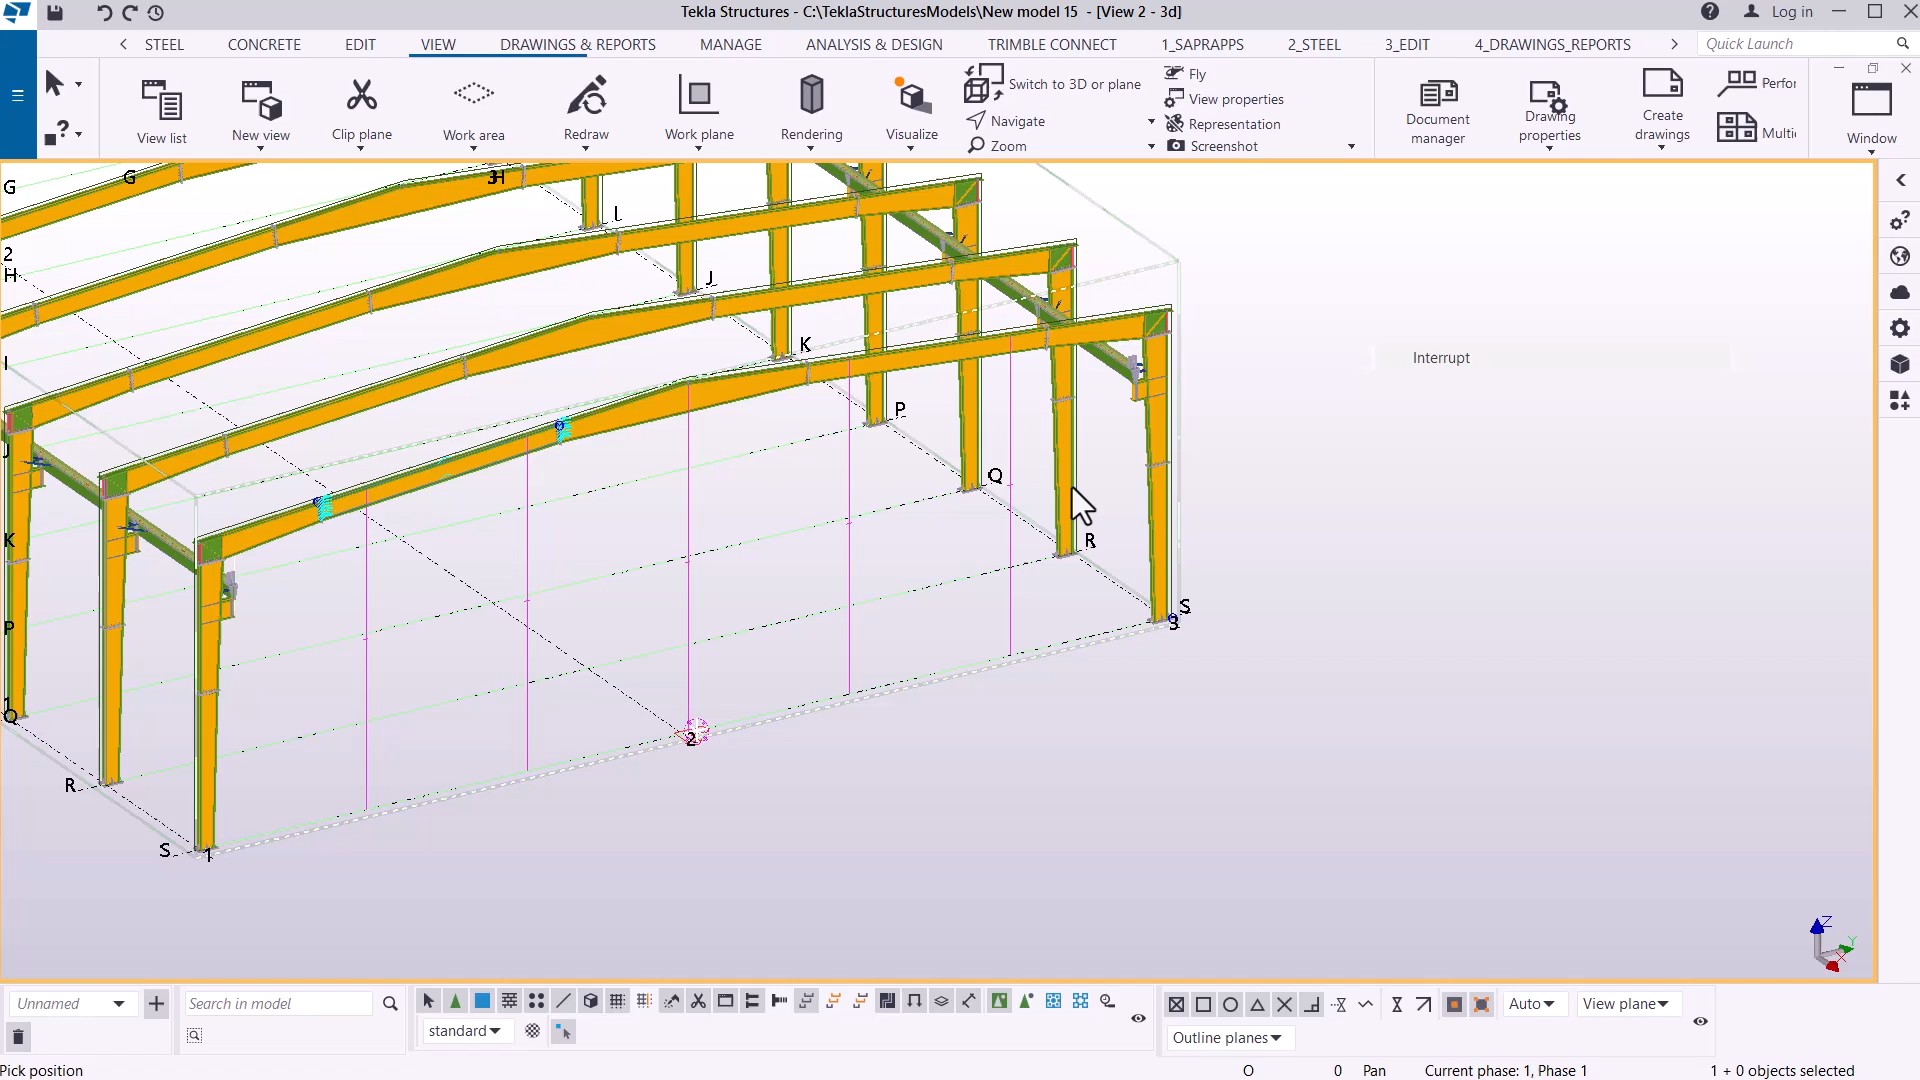 Tekla Structures - C:\TeklaStructuresModels\New model 15 - [View 2 - 3d]
Log in
STEEL CONCRETE EDIT VIEW DRAWINGS & REPORTS MANAGE ANALYSIS & DESIGN TRIMBLE CONNECT 1_SAPRAPPS 2_STEEL 3_EDIT 4_DRAWINGS_REPORTS
Quick Launch
View list
New view
Clip plane
Work area
Redraw
Work plane
Rendering
Visualize
Switch to 3D or plane
Navigate
Zoom
Fly
View properties
Representation
Screenshot
Document manager
Drawing properties
Create drawings
Perfor
Multi
Window
G
G
H
I
2
H
J
I
K
J
P
Q
K
R
P
S
3
1
Q
2
R
S
1
Interrupt
Z
Y
X
Unnamed
Search in model
standard
Auto
View plane
Outline planes
Pick position
O
0
Pan
Current phase: 1, Phase 1
1 + 0 objects selected